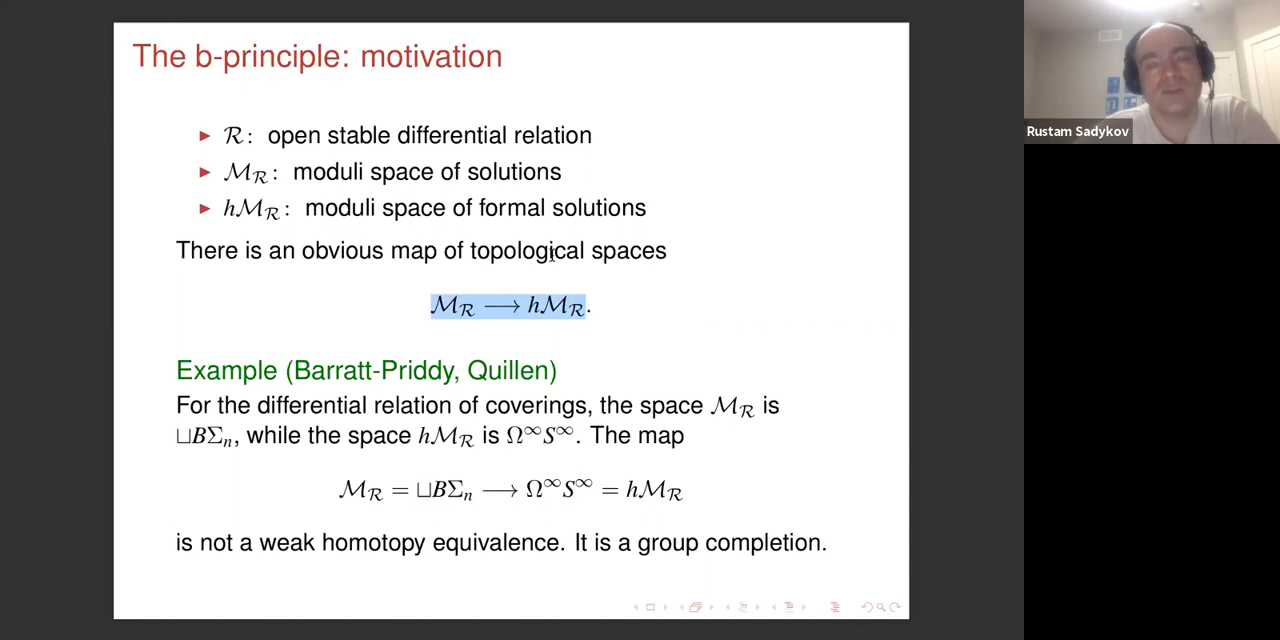 The b-principle: motivation
▶ ℛ: open stable differential relation
▶ ℳ_ℛ: moduli space of solutions
▶ hℳ_ℛ: moduli space of formal solutions
There is an obvious map of topological spaces
ℳ_ℛ ⟶ hℳ_ℛ.
Example (Barratt-Priddy, Quillen)
For the differential relation of coverings, the space ℳ_ℛ is
⊔BΣ_n, while the space hℳ_ℛ is Ω^∞S^∞. The map
ℳ_ℛ = ⊔BΣ_n ⟶ Ω^∞S^∞ = hℳ_ℛ
is not a weak homotopy equivalence. It is a group completion.
Rustam Sadykov